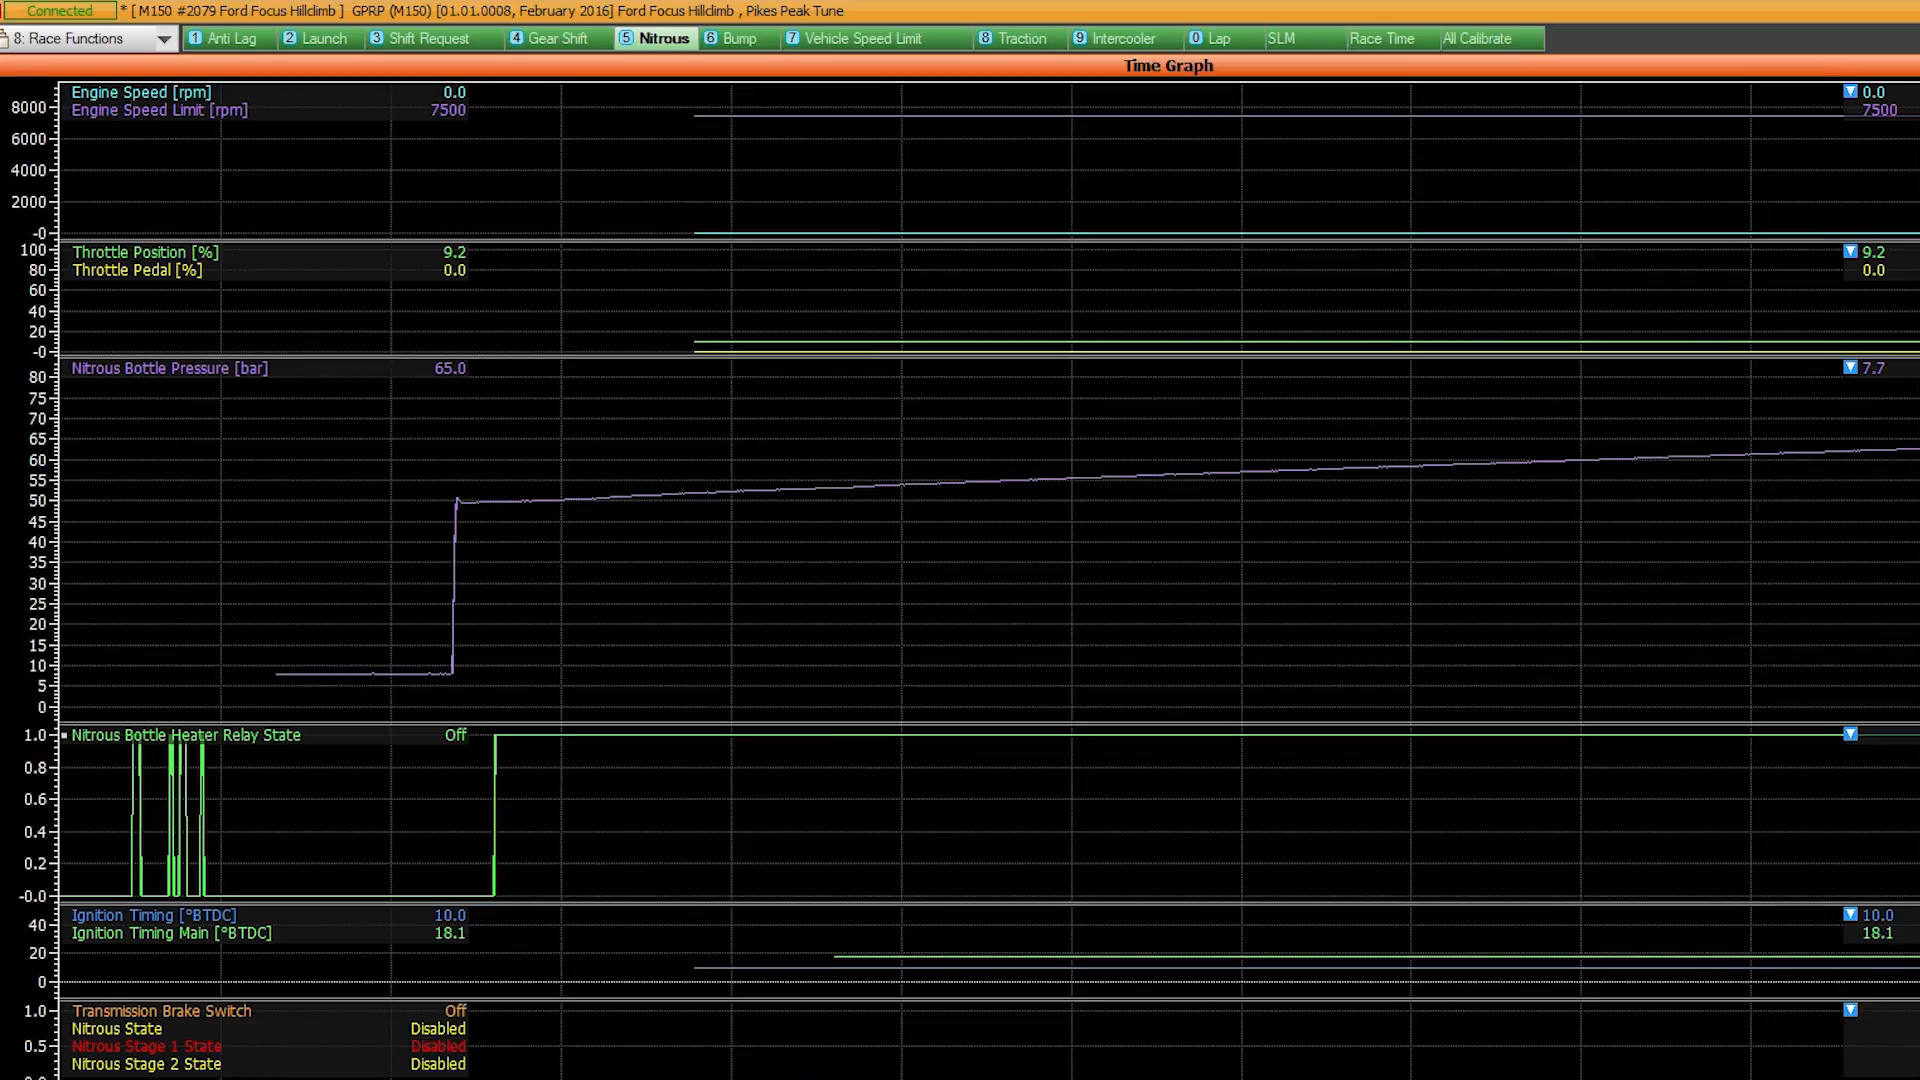 Connected * [ M150 #2079 Ford Focus Hillclimb ] GPRP (M150) [01.01.0008, February 2016] Ford Focus Hillclimb , Pikes Peak Tune
8: Race Functions 1 Anti Lag 2 Launch 3 Shift Request 4 Gear Shift 5 Nitrous 6 Bump 7 Vehicle Speed Limit 8 Traction 9 Intercooler 0 Lap SLM Race Time All Calibrate
Time Graph
Engine Speed [rpm] 0.0 0.0
Engine Speed Limit [rpm] 7500 7500
8000
6000
4000
2000
-0
100
Throttle Position [%] 9.2 9.2
Throttle Pedal [%] 0.0 0.0
80
60
40
20
-0
Nitrous Bottle Pressure [bar] 65.0 7.7
80
75
70
65
60
55
50
45
40
35
30
25
20
15
10
5
0
1.0 Nitrous Bottle Heater Relay State Off
0.8
0.6
0.4
0.2
-0.0
Ignition Timing [°BTDC] 10.0 10.0
Ignition Timing Main [°BTDC] 18.1 18.1
40
20
0
1.0 Transmission Brake Switch Off
Nitrous State Disabled
0.5 Nitrous Stage 1 State Disabled
Nitrous Stage 2 State Disabled